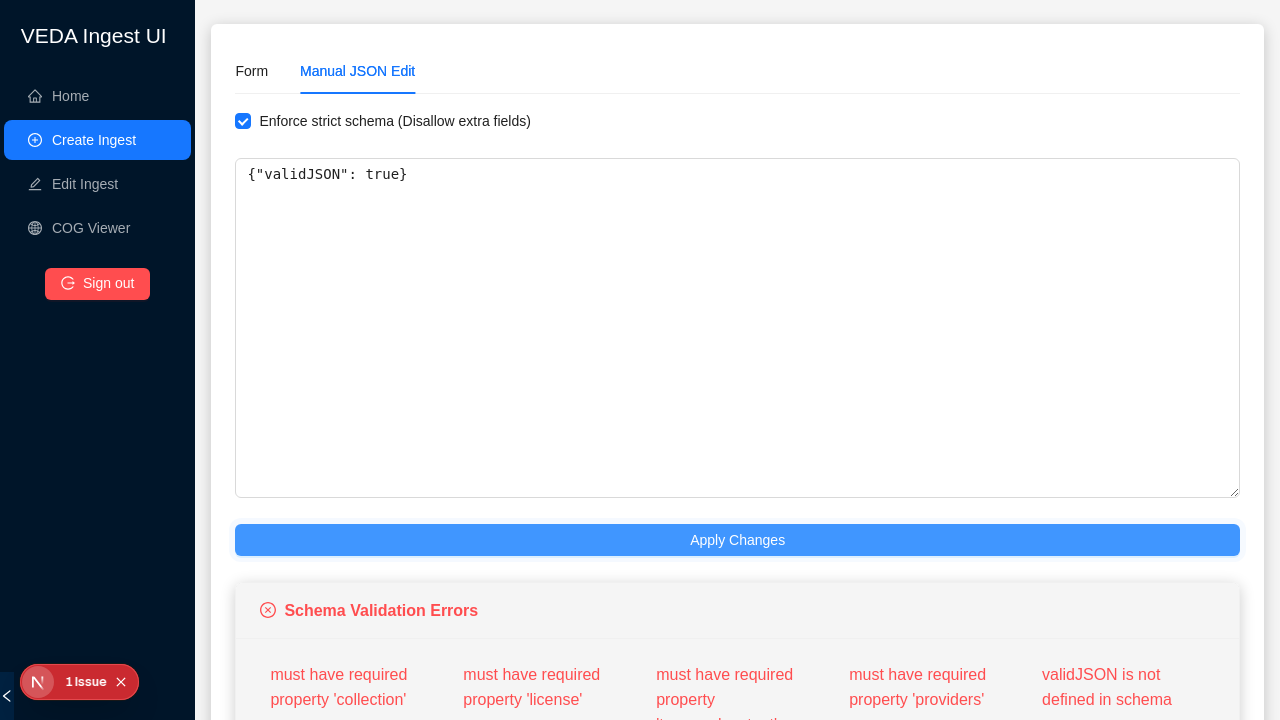 VEDA Ingest UI
Home
Create Ingest
Edit Ingest
COG Viewer
Sign out
1 Issue
Form
Manual JSON Edit
Enforce strict schema (Disallow extra fields)
{"validJSON": true}
Apply Changes
Schema Validation Errors
must have required
property 'collection'
must have required
property 'license'
must have required
property
must have required
property 'providers'
validJSON is not
defined in schema